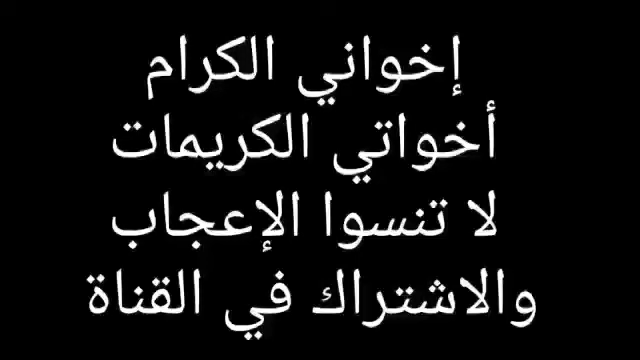 إخواني الكرام
أخواتي الكريمات
لا تنسوا الإعجاب
والاشتراك في القناة